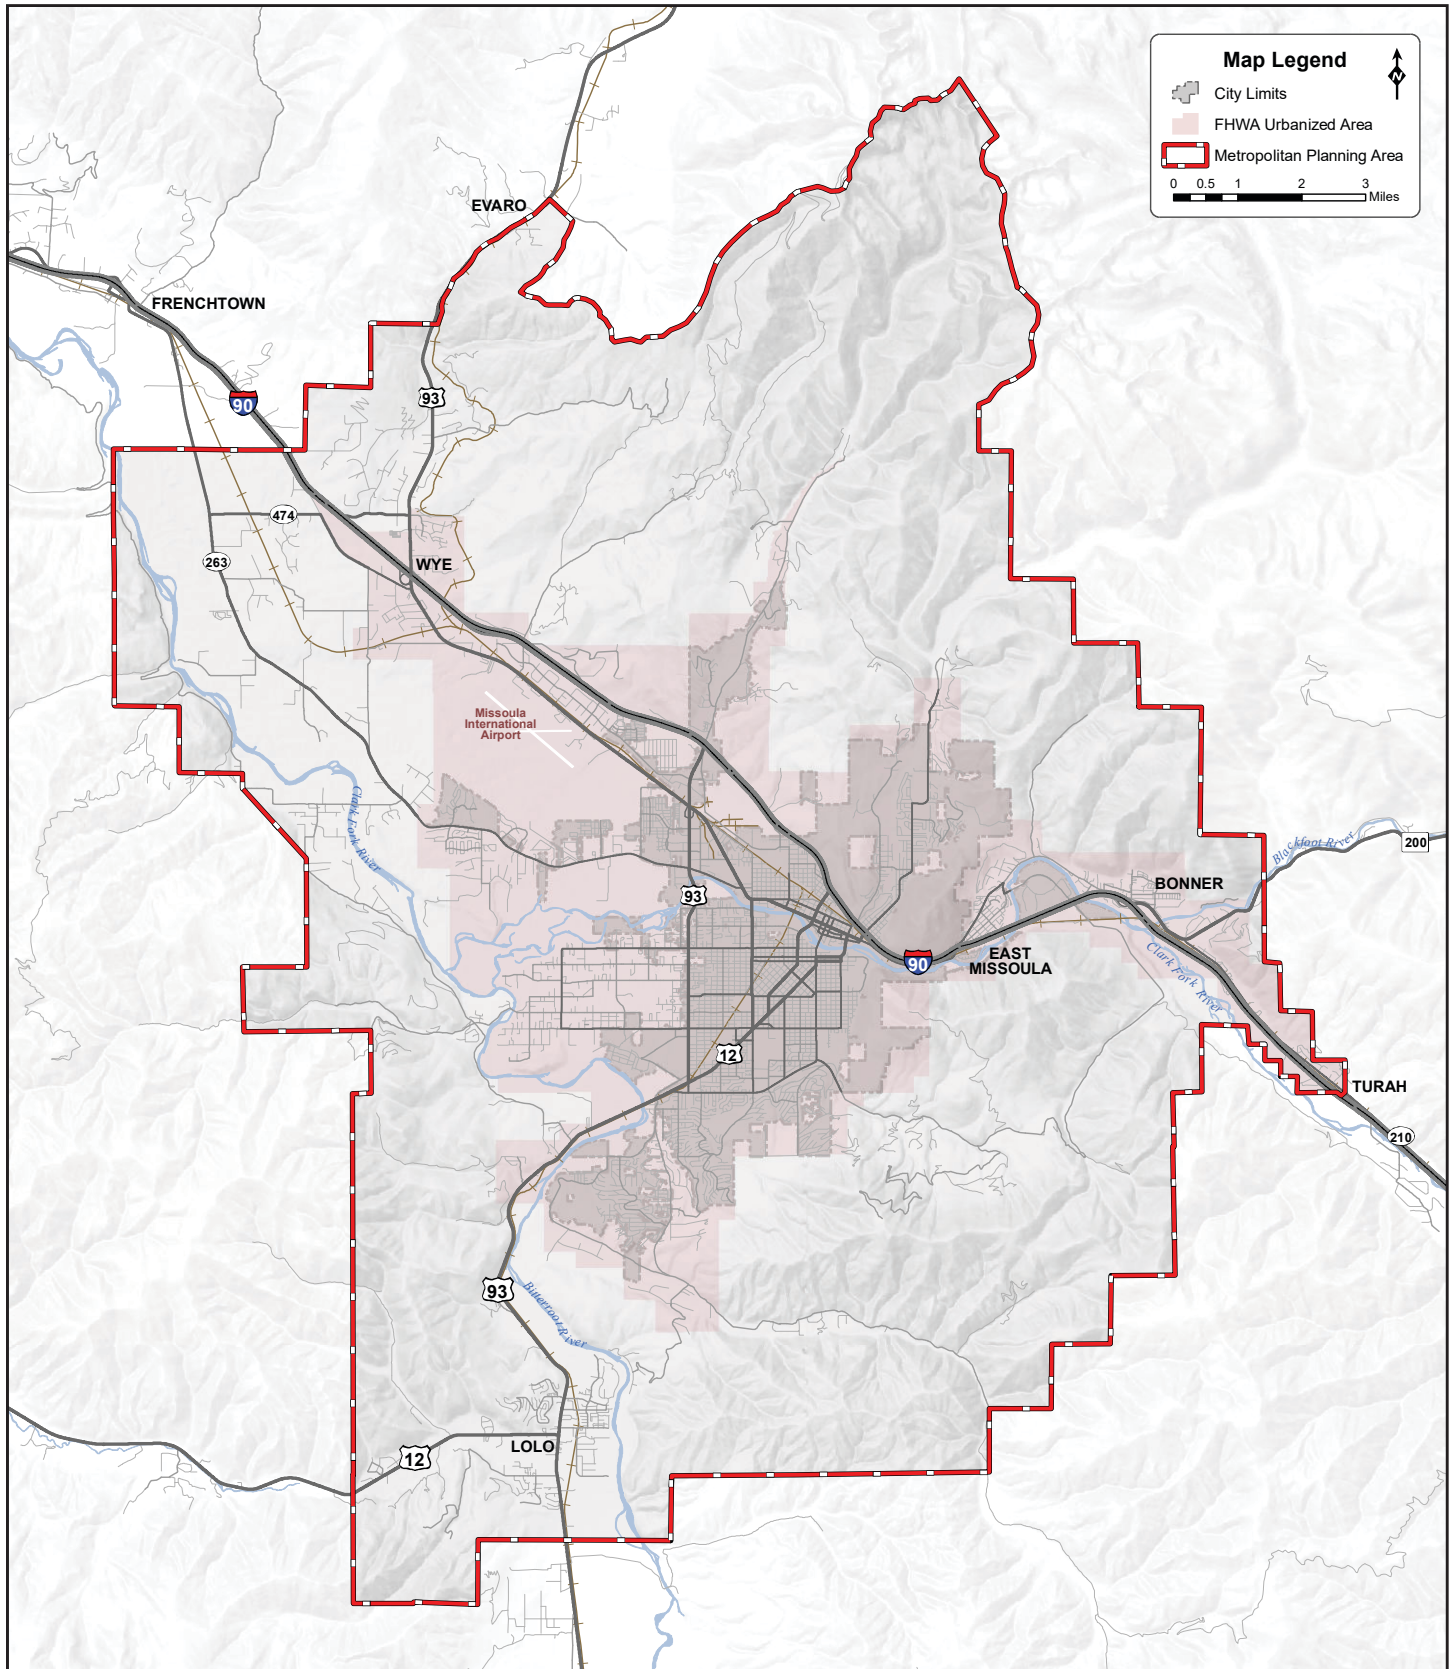 Map Legend
N
City Limits
FHWA Urbanized Area
Metropolitan Planning Area
0 0.5 1 2 3
Miles
EVARO
FRENCHTOWN
90
93
474
263
WYE
Missoula
International
Airport
Clark Fork River
Blackfoot River
200
BONNER
93
EAST
MISSOULA
90
Clark Fork River
12
TURAH
210
93
Bitterroot River
LOLO
12